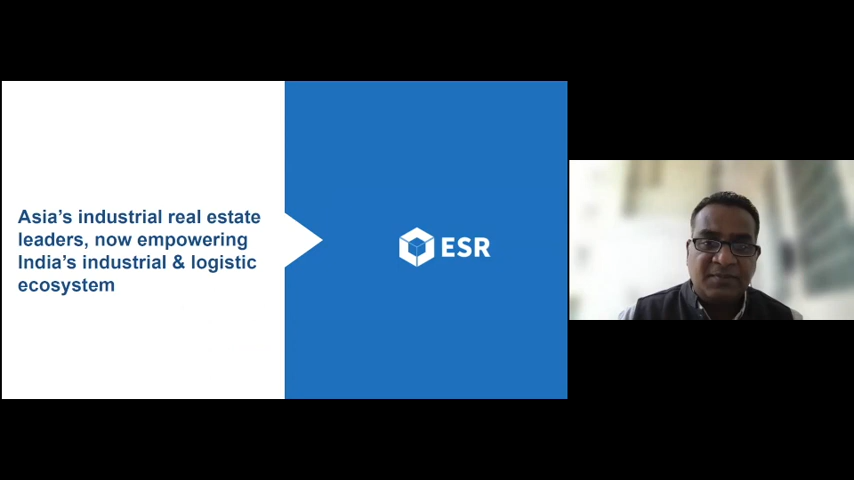 Asia’s industrial real estate
leaders, now empowering
India’s industrial & logistic
ecosystem
ESR